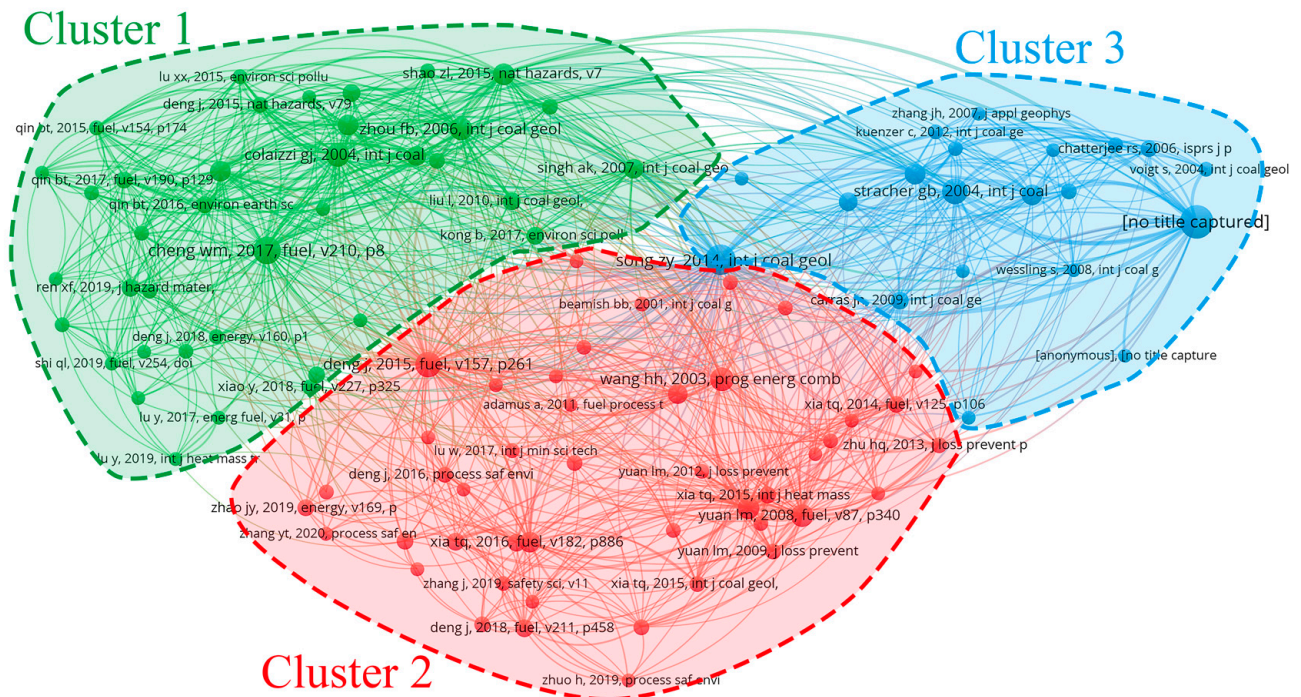 Cluster 1
Cluster 3
lu xx, 2015, environ sci pollu
shao zl, 2015, nat hazards, v7
deng j, 2015, nat hazards, v79
qin bt, 2015, fuel, v154, p174
zhou fb, 2006, int j coal geol
colaizzi gj, 2004, int j coal
singh ak, 2007, int j coal geo
qin bt, 2017, fuel, v190, p129
qin bt, 2016, environ earth sc
liu l, 2010, int j coal geol,
kong b, 2017, environ sci poll
cheng wm, 2017, fuel, v210, p8
ren xf, 2019, j hazard mater,
deng j, 2018, energy, v160, p1
shi ql, 2019, fuel, v254, doi
xiao y, 2018, fuel, v227, p325
lu y, 2017, energ fuel, v31, p
lu y, 2019, int j heat mass tr
zhang jh, 2007, j appl geophys
kuenzer c, 2012, int j coal ge
chatterjee rs, 2006, isprs j p
voigt s, 2004, int j coal geol
stracher gb, 2004, int j coal
[no title captured]
song zy, 2014, int j coal geol
wessling s, 2008, int j coal g
carras jn, 2009, int j coal ge
[anonymous], [no title capture
beamish bb, 2001, int j coal g
deng j, 2015, fuel, v157, p261
wang hh, 2003, prog energ comb
adamus a, 2011, fuel process t
xia tq, 2014, fuel, v125, p106
zhu hq, 2013, j loss prevent p
lu w, 2017, int j min sci tech
deng j, 2016, process saf envi
yuan lm, 2012, j loss prevent
xia tq, 2015, int j heat mass
zhao jy, 2019, energy, v169, p
yuan lm, 2008, fuel, v87, p340
zhang yt, 2020, process saf en
xia tq, 2016, fuel, v182, p886
yuan lm, 2009, j loss prevent
zhang j, 2019, safety sci, v11
xia tq, 2015, int j coal geol,
deng j, 2018, fuel, v211, p458
zhuo h, 2019, process saf envi
Cluster 2